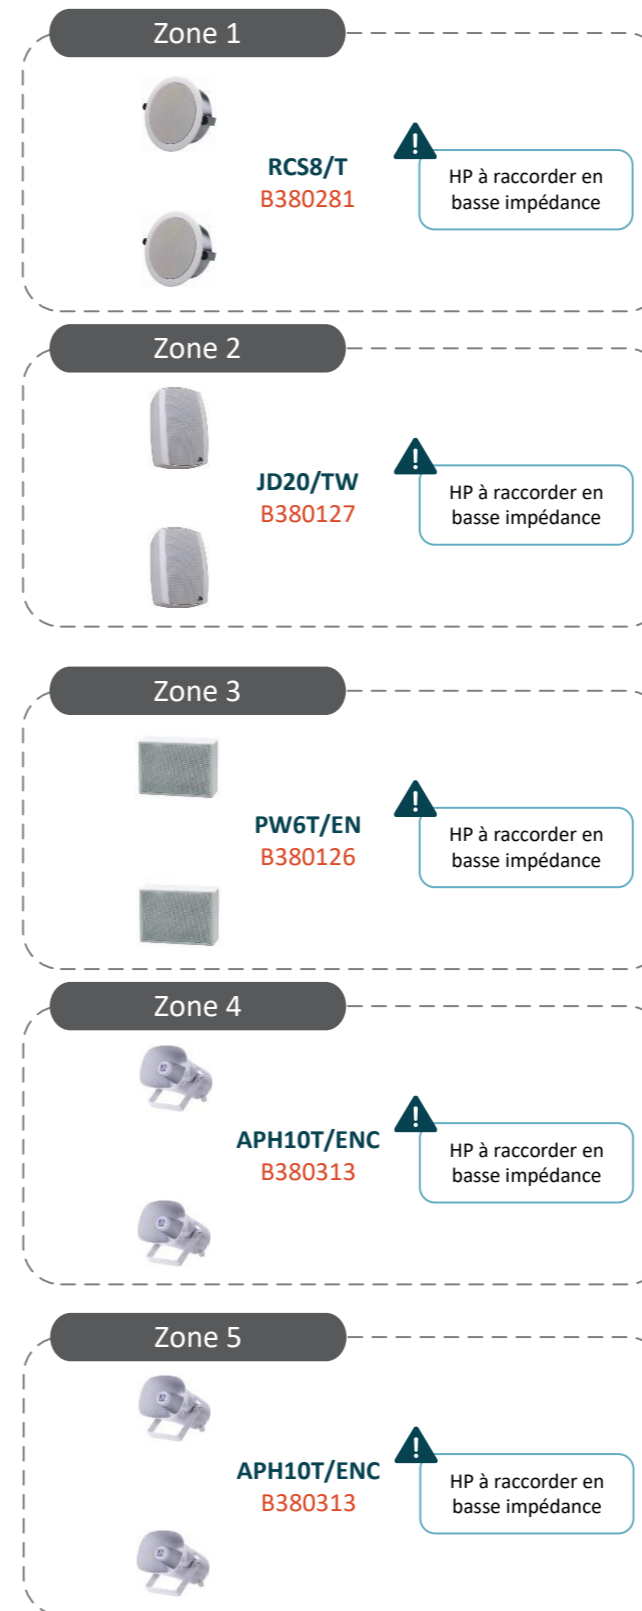 Zone 1
RCS8/T
B380281
HP à raccorder en
basse impédance
Zone 2
JD20/TW
B380127
HP à raccorder en
basse impédance
Zone 3
PW6T/EN
B380126
HP à raccorder en
basse impédance
Zone 4
APH10T/ENC
B380313
HP à raccorder en
basse impédance
Zone 5
APH10T/ENC
B380313
HP à raccorder en
basse impédance